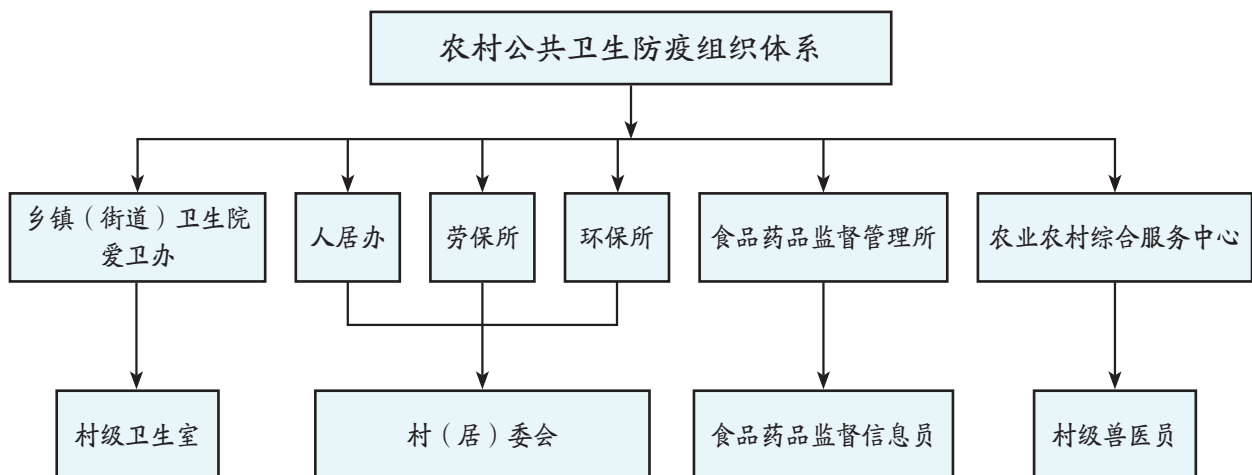 农村公共卫生防疫组织体系
乡镇（街道）卫生院
爱卫办
人居办
劳保所
环保所
食品药品监督管理所
农业农村综合服务中心
村级卫生室
村（居）委会
食品药品监督信息员
村级兽医员